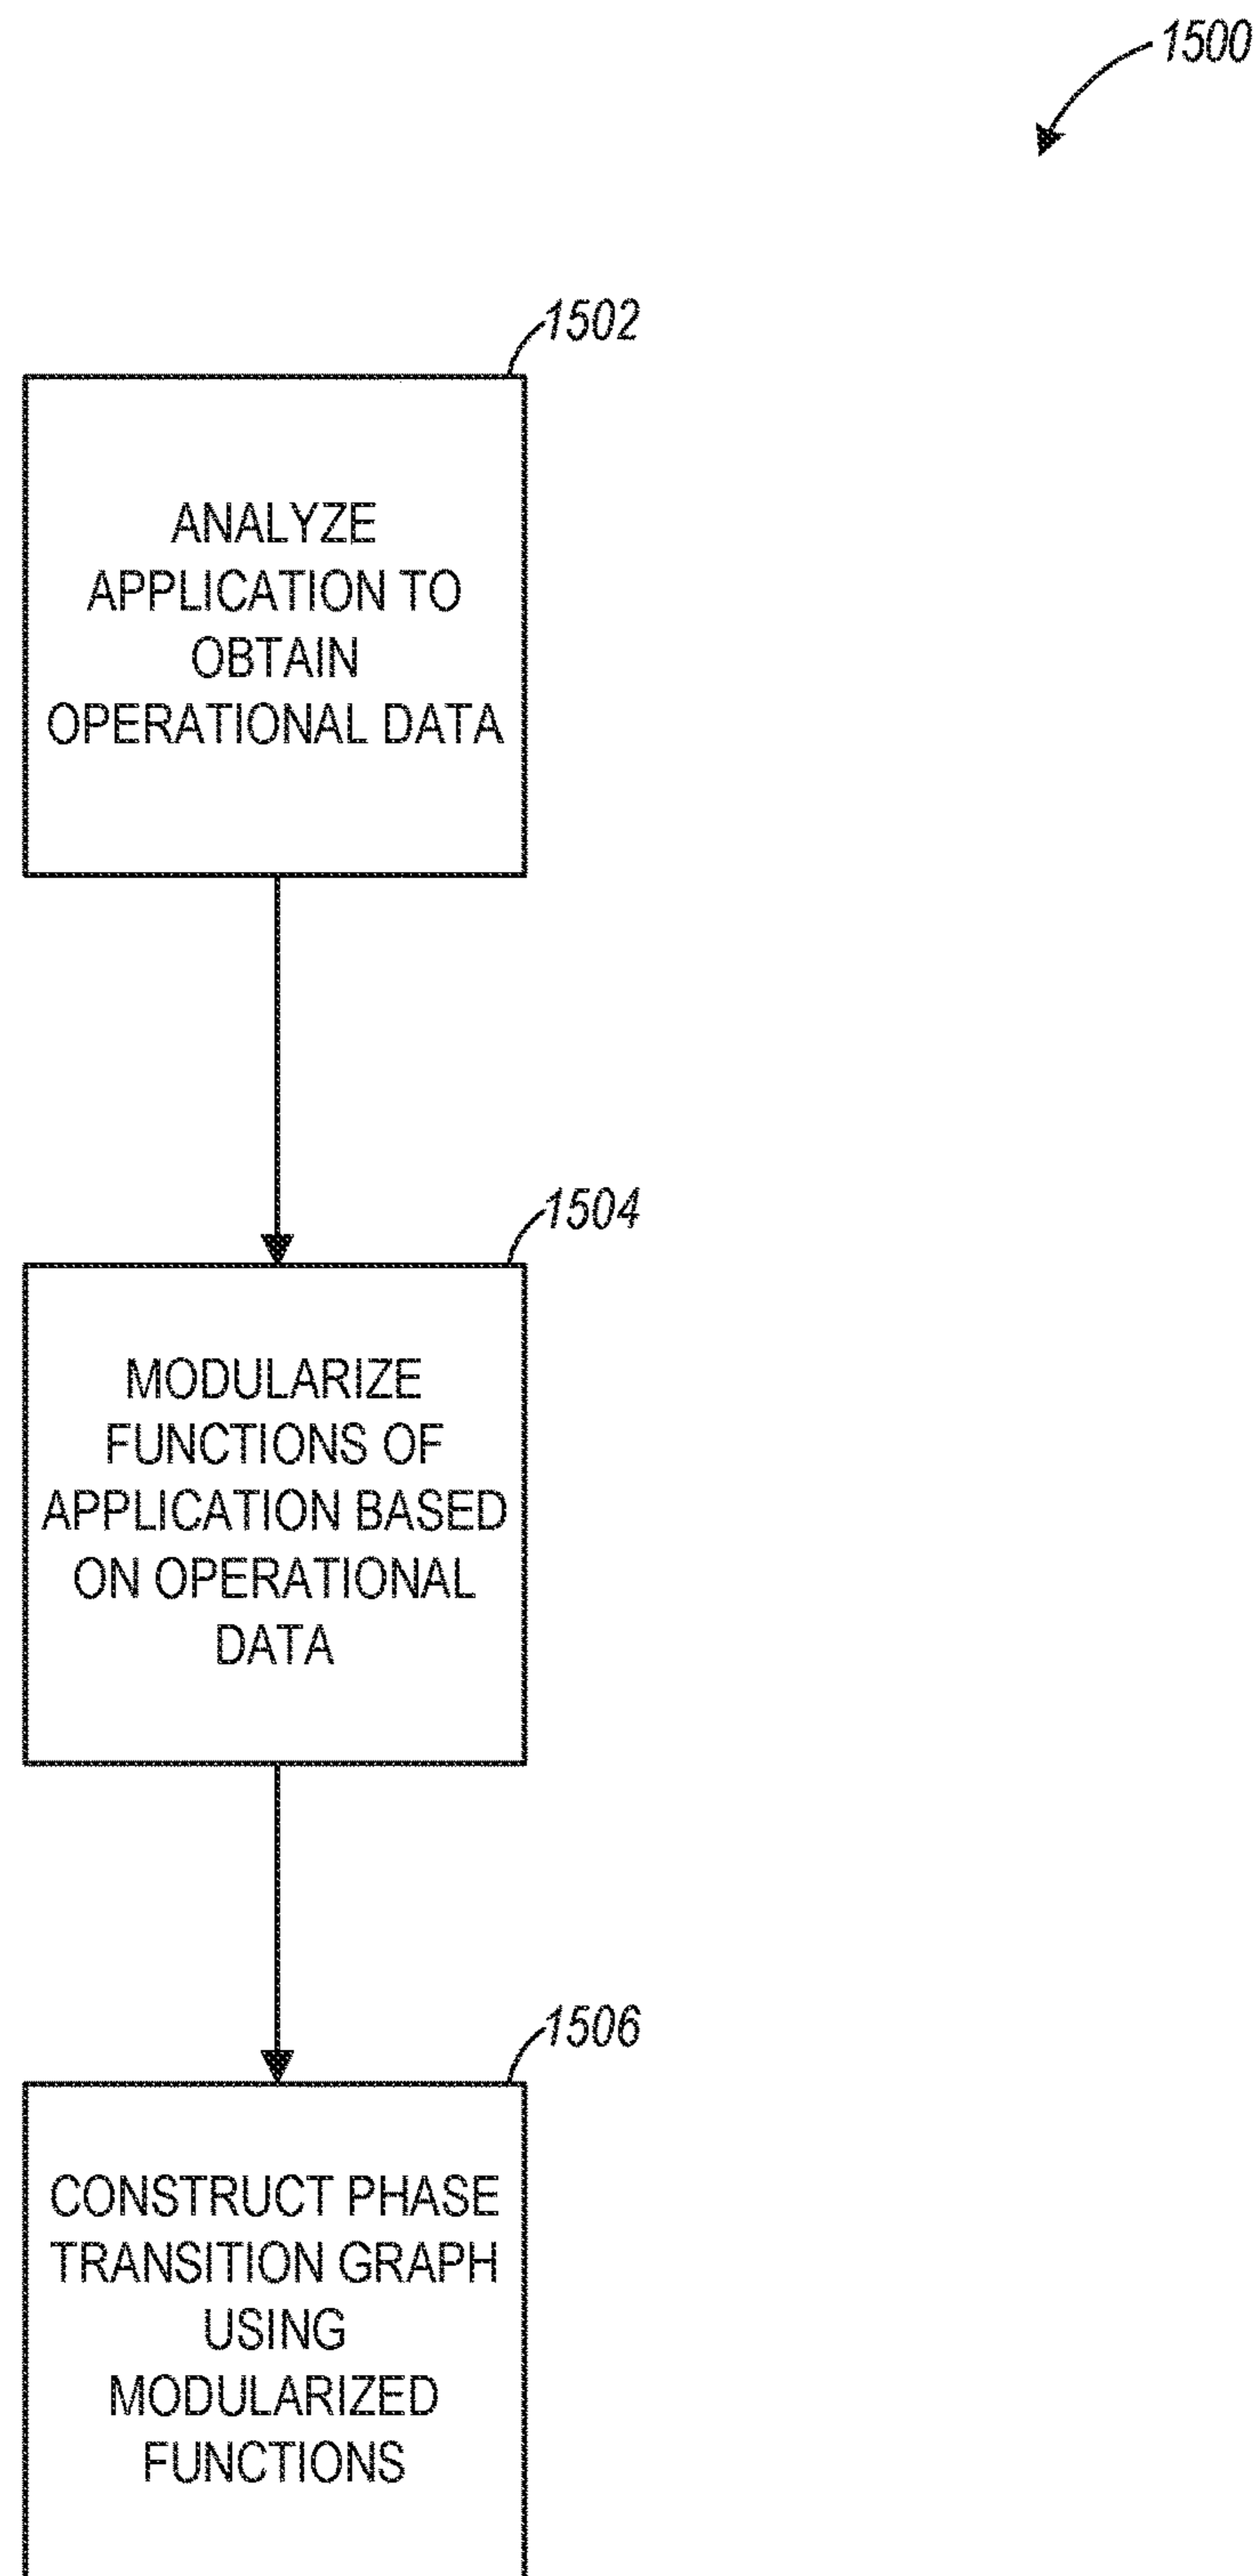 1500
1502
ANALYZE
APPLICATION TO
OBTAIN
OPERATIONAL DATA
1504
MODULARIZE
FUNCTIONS OF
APPLICATION BASED
ON OPERATIONAL
DATA
1506
CONSTRUCT PHASE
TRANSITION GRAPH
USING
MODULARIZED
FUNCTIONS